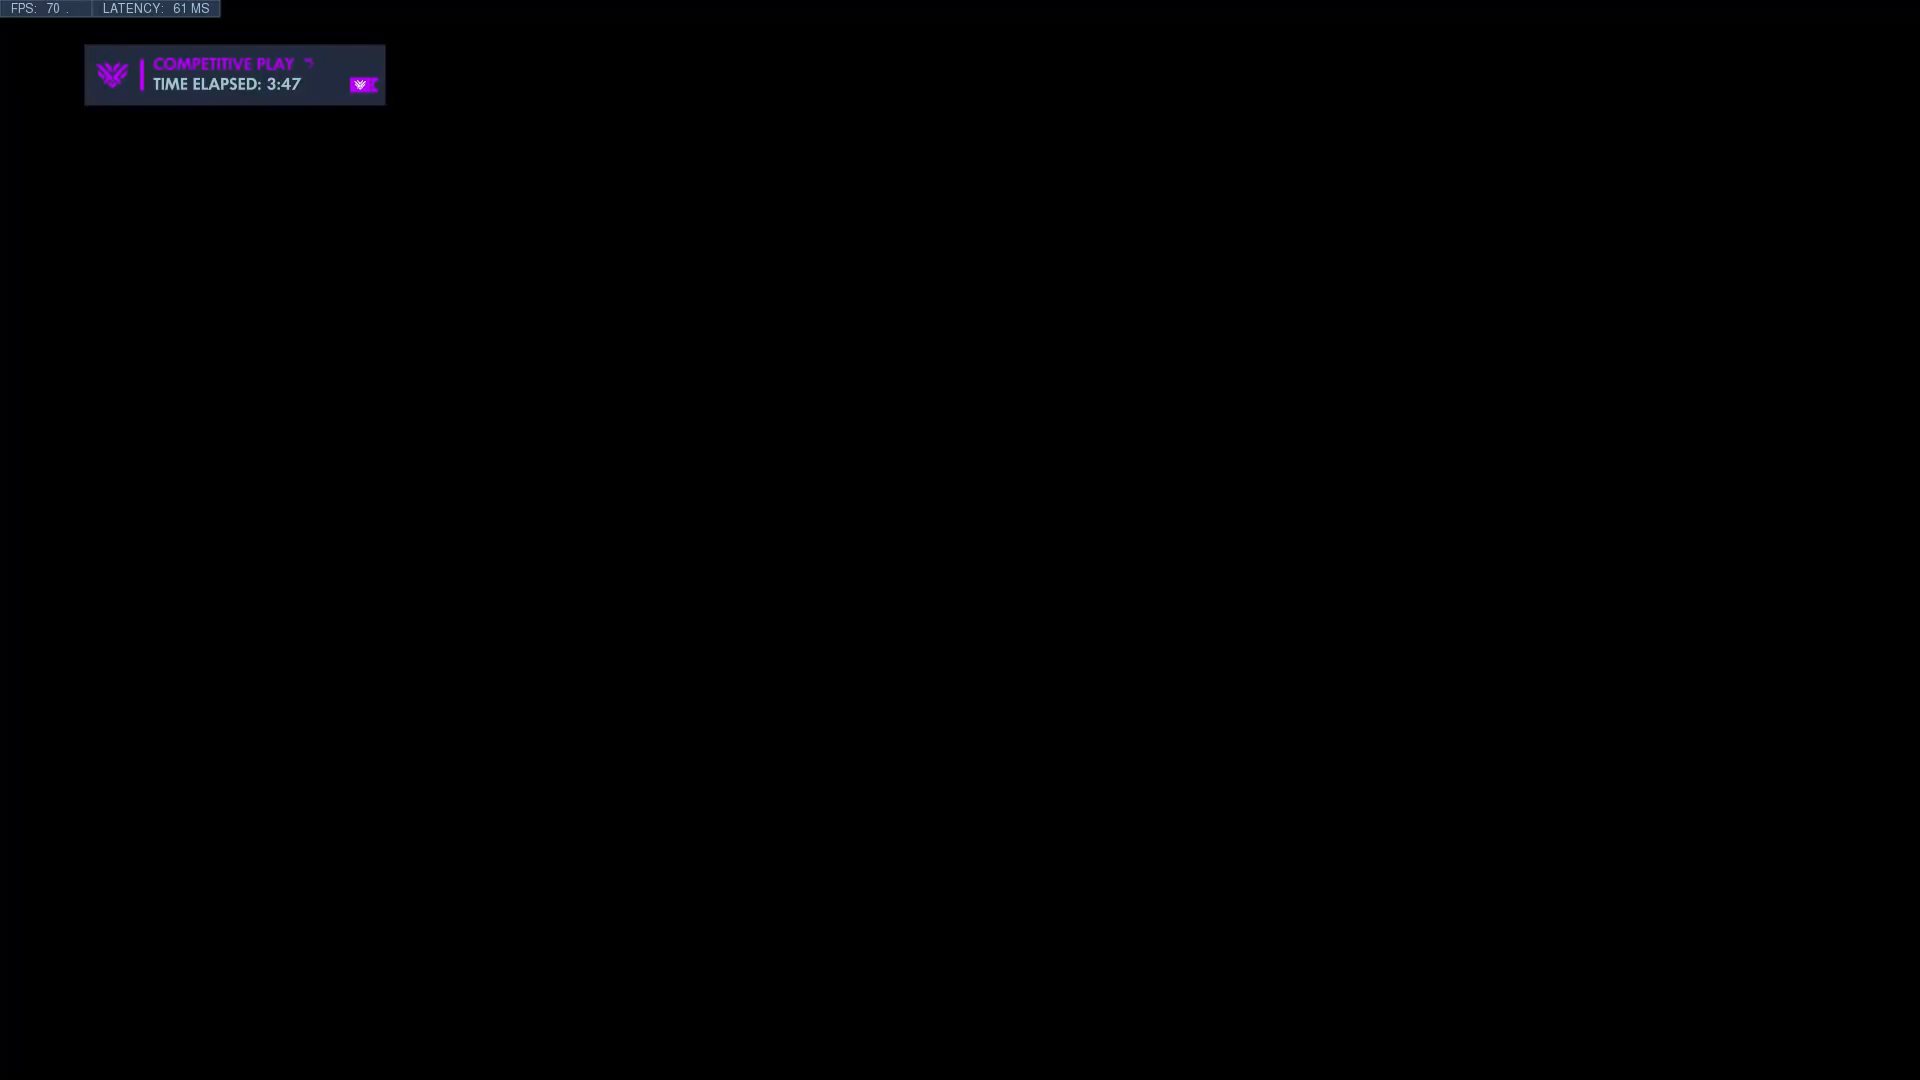 FPS: 70 .
LATENCY: 61 MS
COMPETITIVE PLAY
TIME ELAPSED: 3:47